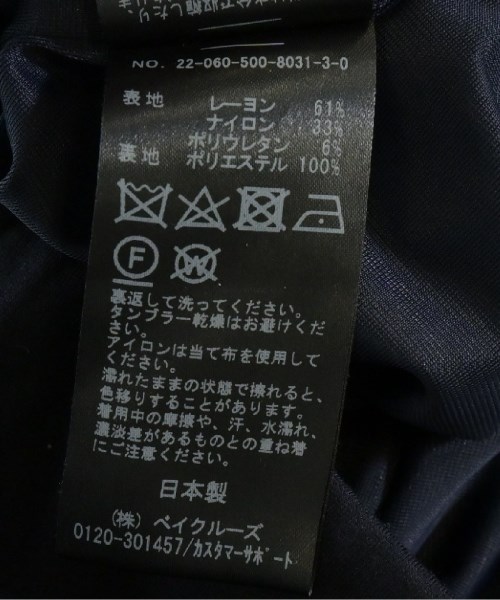 NO. 22-060-500-8031-3-0
表地 レーヨン 61%
ナイロン 33%
ポリウレタン 6%
裏地 ポリエステル 100%
F W
裏返して洗ってください。
タンブラー乾燥はお避けくだ
さい。
アイロンは当て布を使用して
ください。
濡れたままの状態で擦れると、
色移りすることがあります。
着用中の摩擦や、汗、水濡れ、
濃淡差があるものとの重ね着
にご注意ください。
日本製
(株) ベイクルーズ
0120-301457/カスタマーサポート